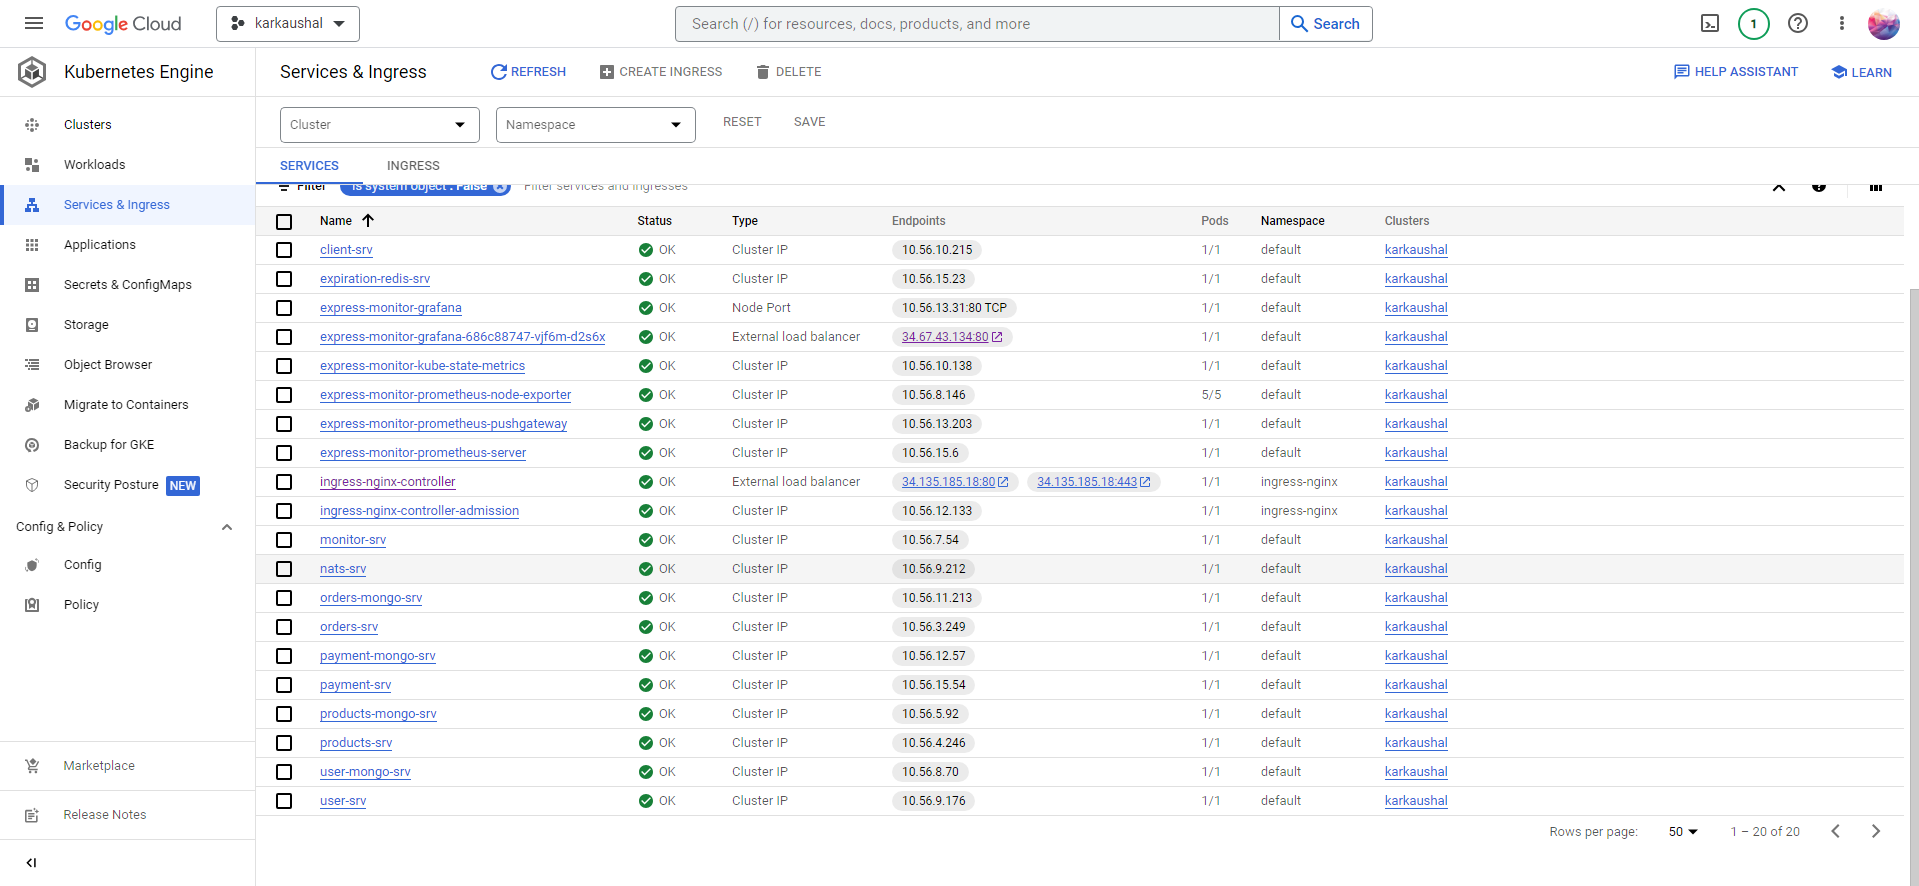 Google Cloud
karkaushal
Search (/) for resources, docs, products, and more
Search
1
Kubernetes Engine
Services & Ingress
REFRESH
CREATE INGRESS
DELETE
HELP ASSISTANT
LEARN
Clusters
Workloads
Services & Ingress
Applications
Secrets & ConfigMaps
Storage
Object Browser
Migrate to Containers
Backup for GKE
Security Posture NEW
Config & Policy
Config
Policy
Marketplace
Release Notes
Cluster
Namespace
RESET
SAVE
SERVICES
INGRESS
Filter Is system object : False Filter services and ingresses
Name Status Type Endpoints Pods Namespace Clusters
client-srv OK Cluster IP 10.56.10.215 1/1 default karkaushal
expiration-redis-srv OK Cluster IP 10.56.15.23 1/1 default karkaushal
express-monitor-grafana OK Node Port 10.56.13.31:80 TCP 1/1 default karkaushal
express-monitor-grafana-686c88747-vjf6m-d2s6x OK External load balancer 34.67.43.134:80 1/1 default karkaushal
express-monitor-kube-state-metrics OK Cluster IP 10.56.10.138 1/1 default karkaushal
express-monitor-prometheus-node-exporter OK Cluster IP 10.56.8.146 5/5 default karkaushal
express-monitor-prometheus-pushgateway OK Cluster IP 10.56.13.203 1/1 default karkaushal
express-monitor-prometheus-server OK Cluster IP 10.56.15.6 1/1 default karkaushal
ingress-nginx-controller OK External load balancer 34.135.185.18:80 34.135.185.18:443 1/1 ingress-nginx karkaushal
ingress-nginx-controller-admission OK Cluster IP 10.56.12.133 1/1 ingress-nginx karkaushal
monitor-srv OK Cluster IP 10.56.7.54 1/1 default karkaushal
nats-srv OK Cluster IP 10.56.9.212 1/1 default karkaushal
orders-mongo-srv OK Cluster IP 10.56.11.213 1/1 default karkaushal
orders-srv OK Cluster IP 10.56.3.249 1/1 default karkaushal
payment-mongo-srv OK Cluster IP 10.56.12.57 1/1 default karkaushal
payment-srv OK Cluster IP 10.56.15.54 1/1 default karkaushal
products-mongo-srv OK Cluster IP 10.56.5.92 1/1 default karkaushal
products-srv OK Cluster IP 10.56.4.246 1/1 default karkaushal
user-mongo-srv OK Cluster IP 10.56.8.70 1/1 default karkaushal
user-srv OK Cluster IP 10.56.9.176 1/1 default karkaushal
Rows per page: 50 1 – 20 of 20